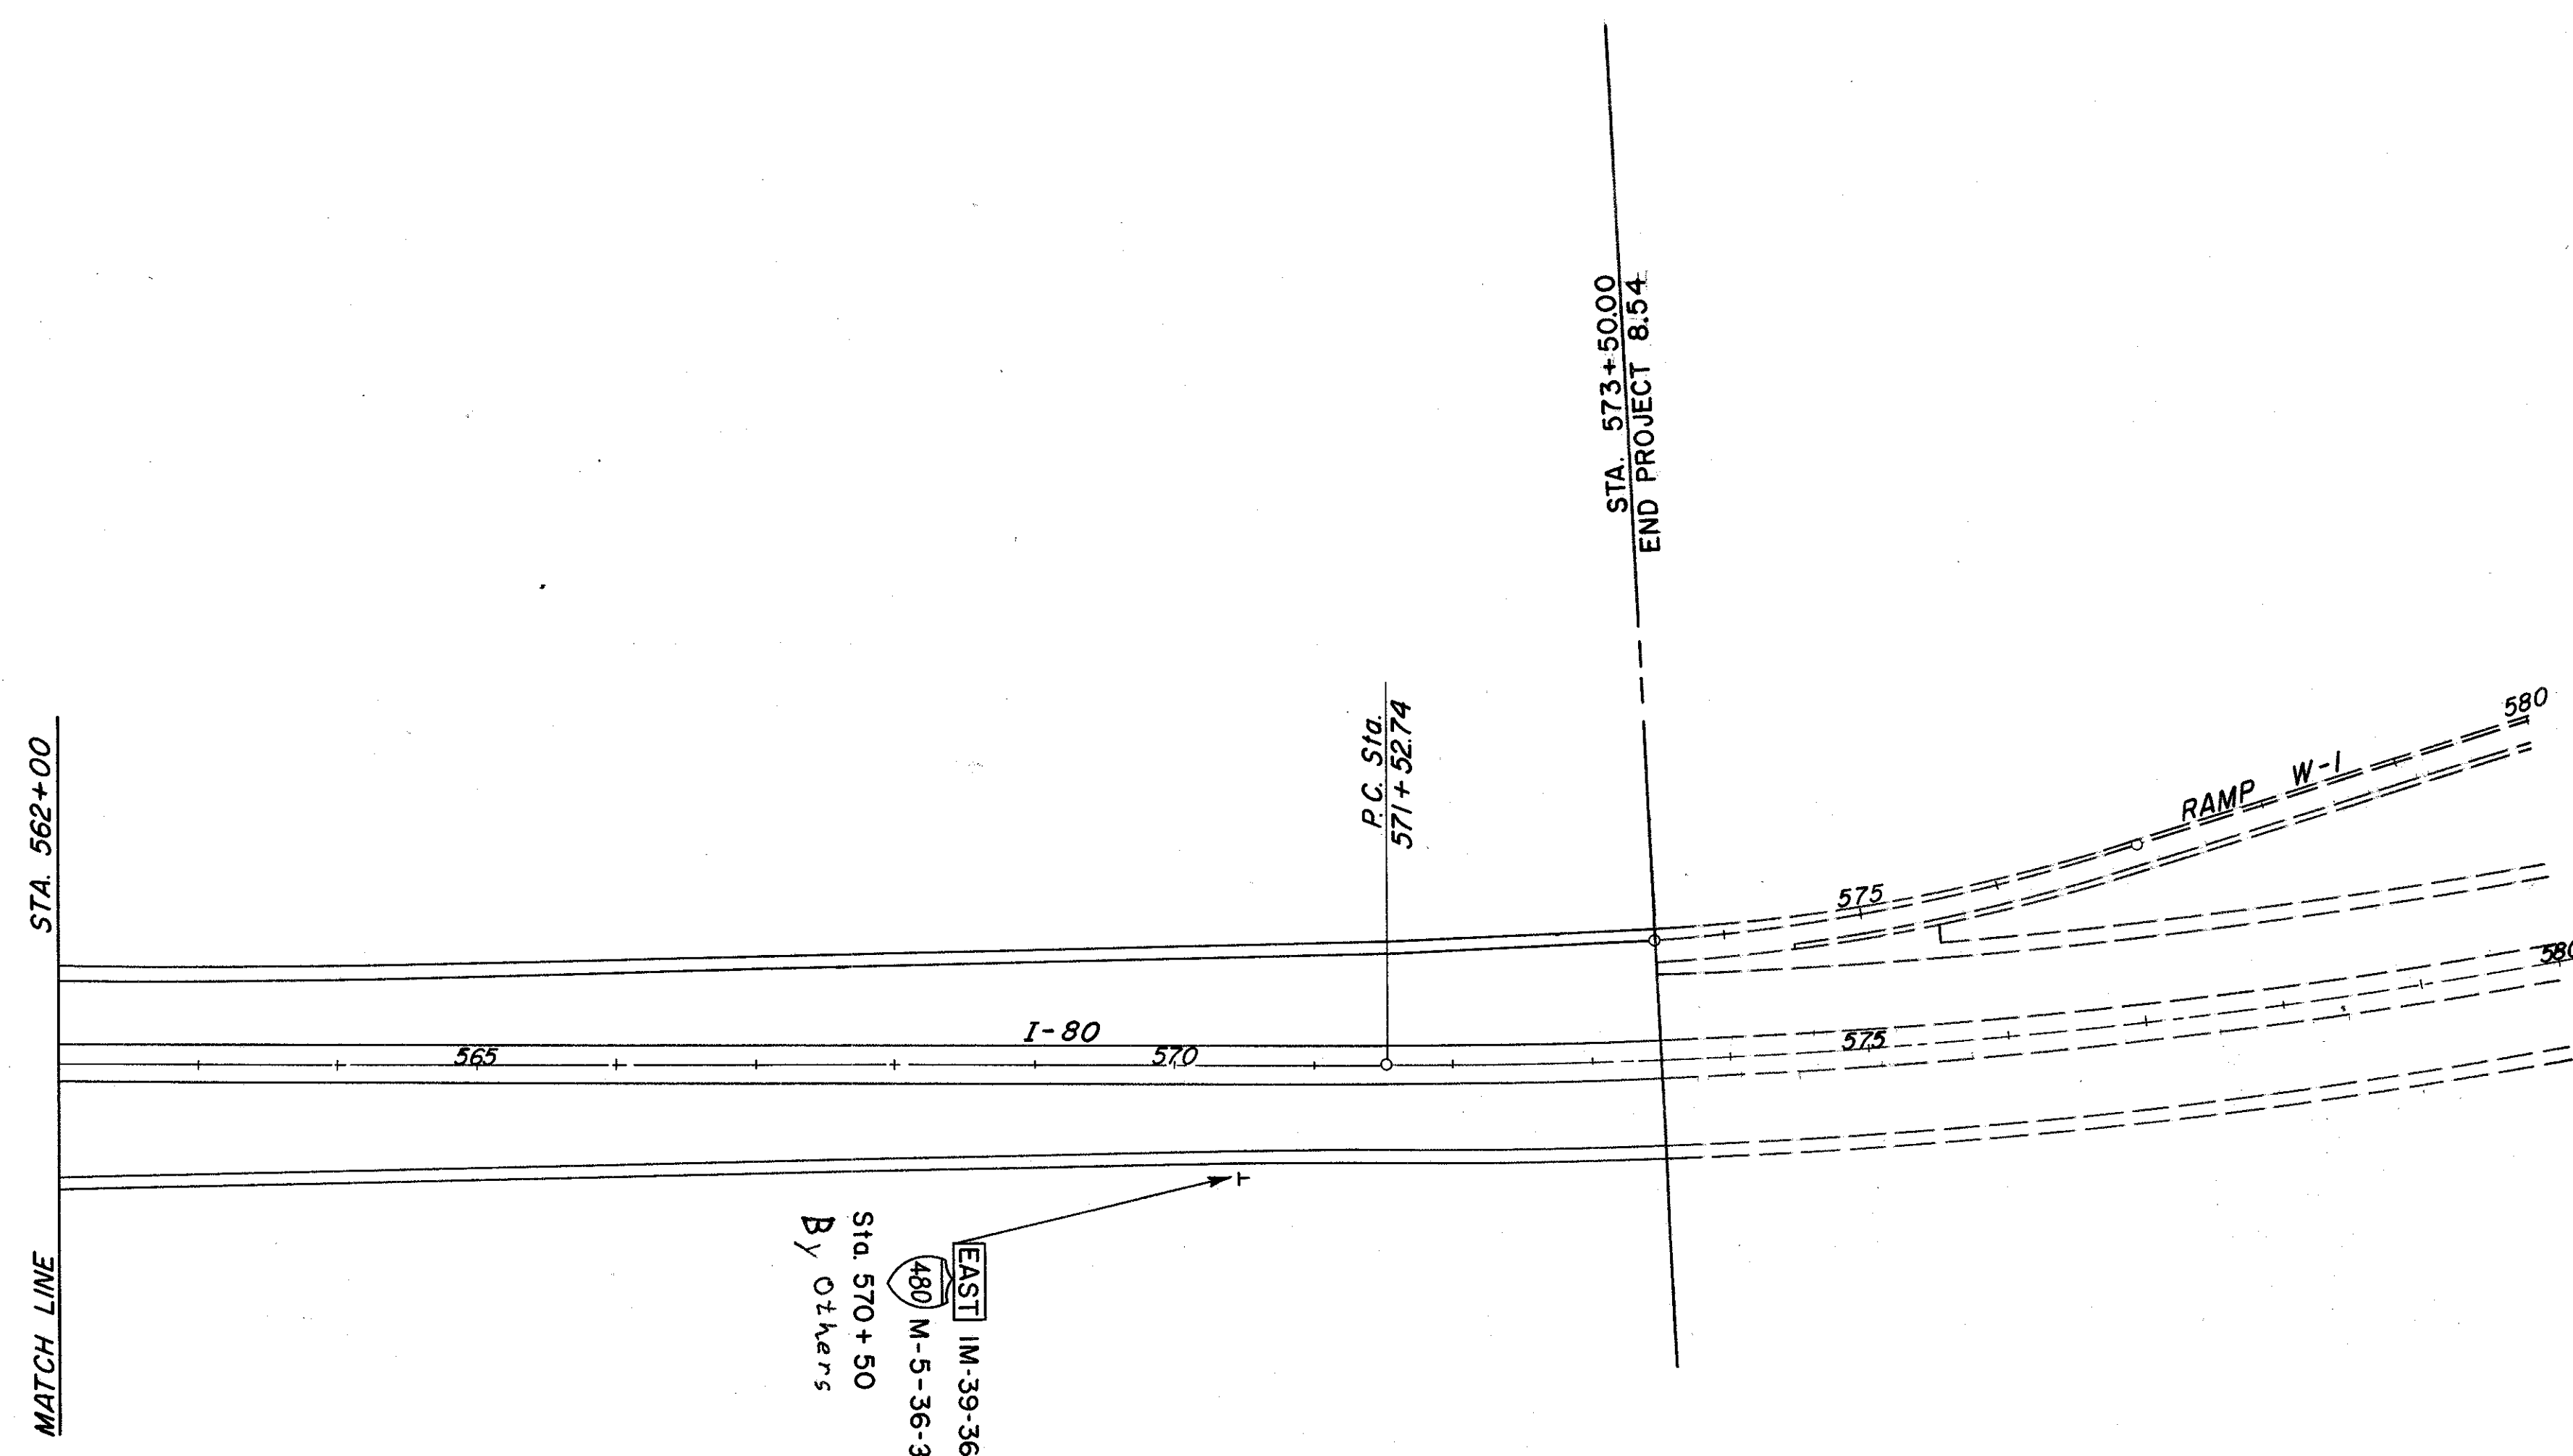 STA. 573+50.00
END PROJECT 8.54
STA. 562+00
MATCH LINE
P.C. Sta.
571+52.74
580
RAMP W-1
575
I-80
565
570
575
580
EAST IM-39-36
480 M-5-36-3
Sta. 570+50
By Others